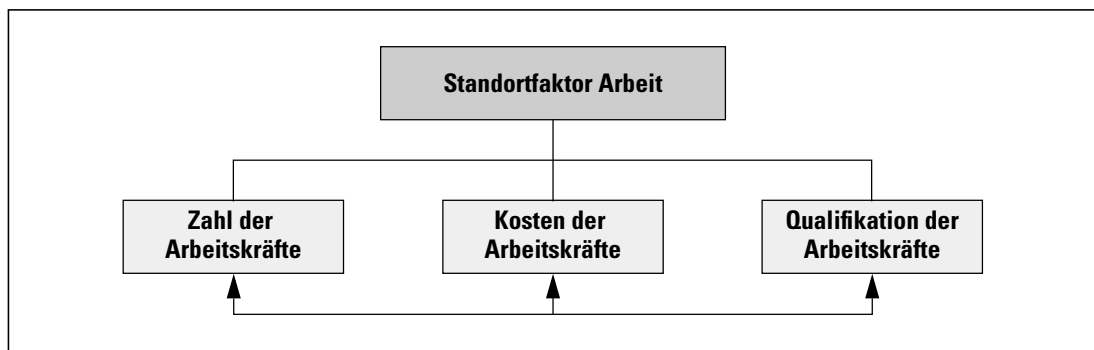 Standortfaktor Arbeit
Zahl der
Arbeitskräfte
Kosten der
Arbeitskräfte
Qualifikation der
Arbeitskräfte